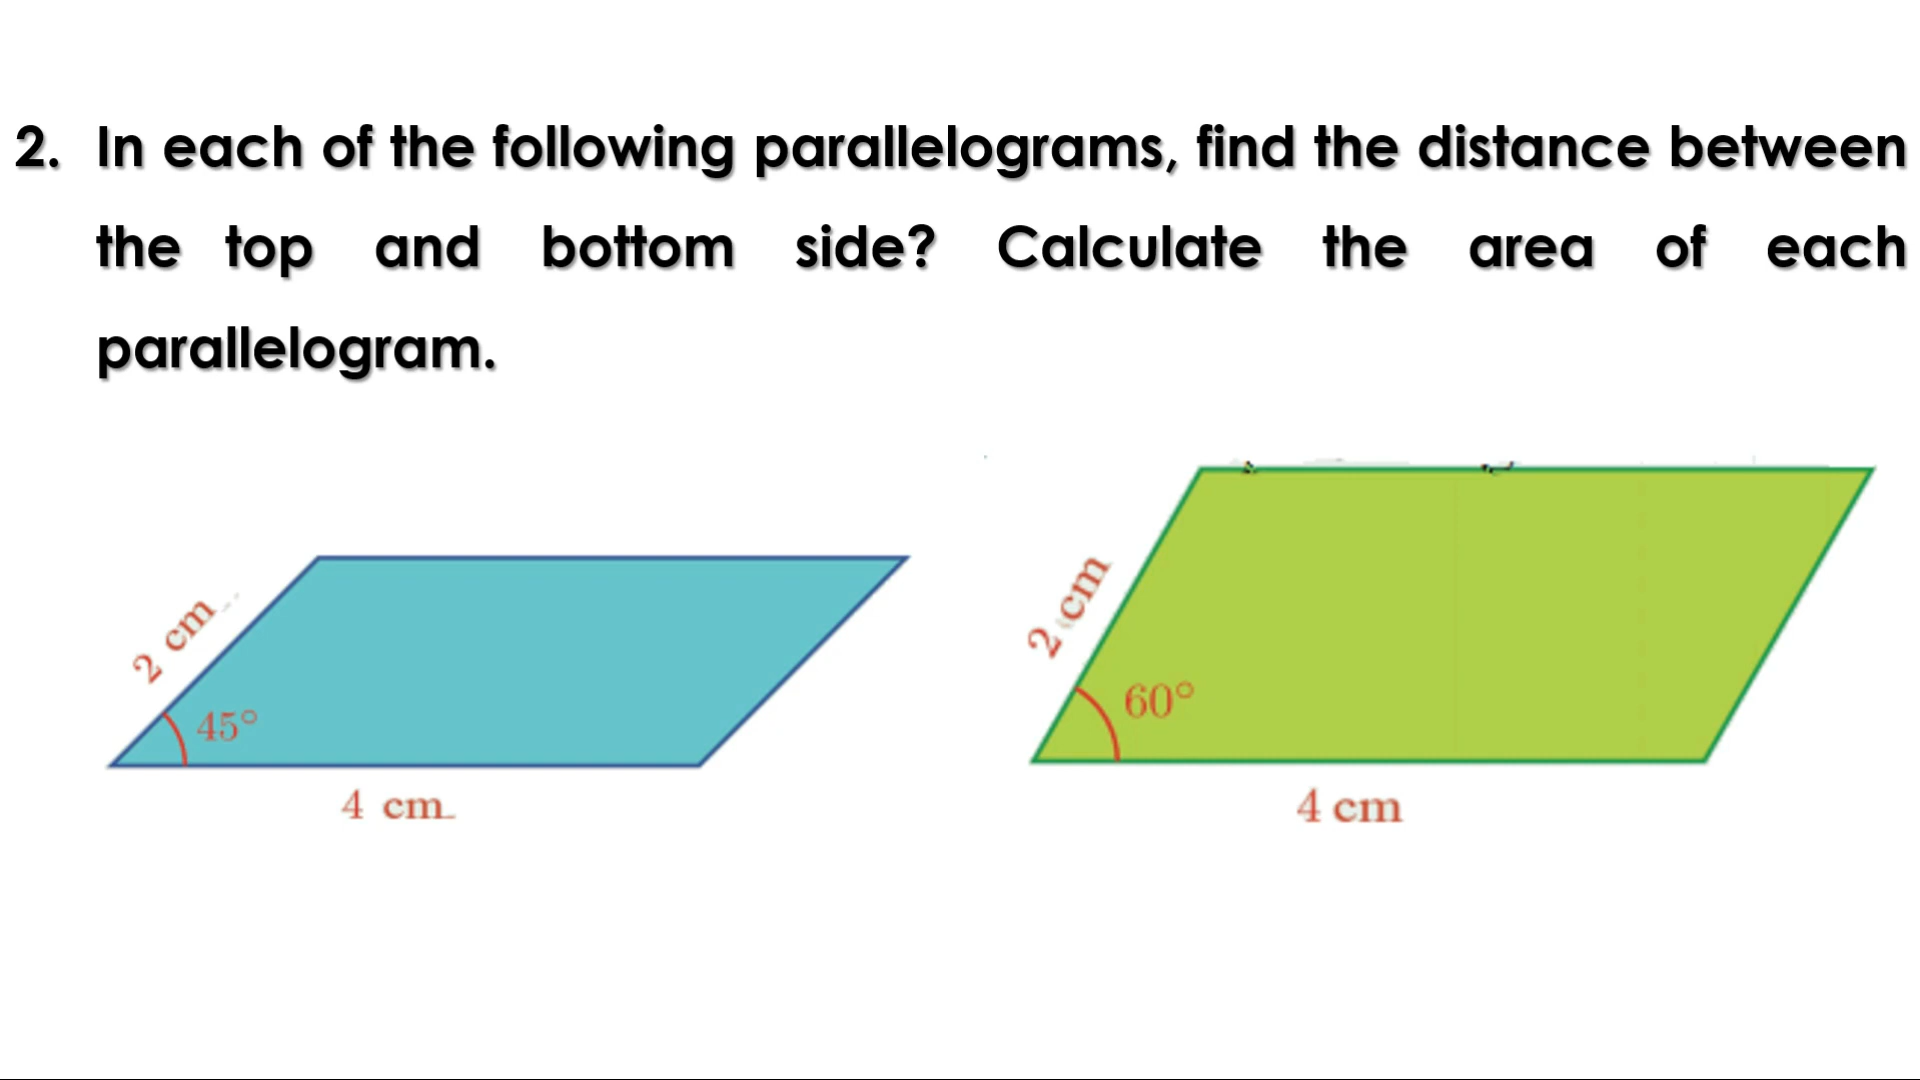 2. In each of the following parallelograms, find the distance between
the top and bottom side? Calculate the area of each
parallelogram.
2 cm
45°
4 cm
2 cm
60°
4 cm